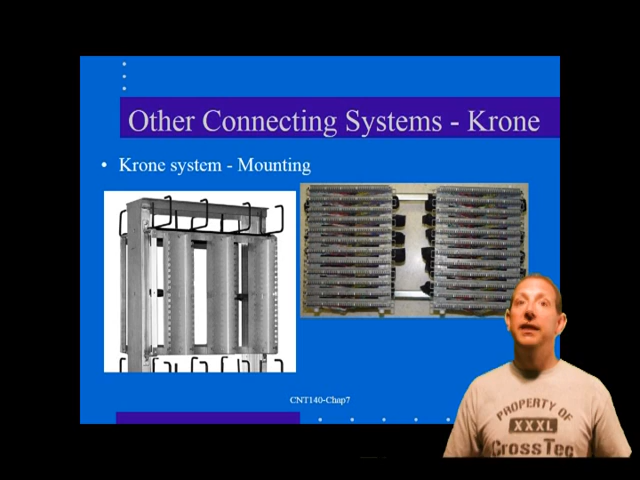 Other Connecting Systems - Krone
• Krone system - Mounting
CNT140-Chap7
PROPERTY OF
XXXL
CrossTec